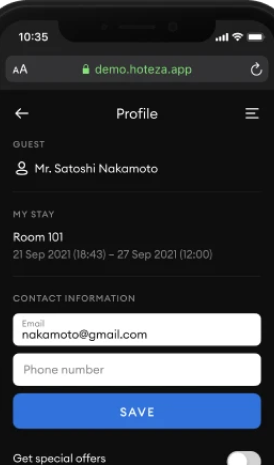 10:35
AA demo.hoteza.app
Profile
GUEST
Mr. Satoshi Nakamoto
MY STAY
Room 101
21 Sep 2021 (18:43) – 27 Sep 2021 (12:00)
CONTACT INFORMATION
Email
nakamoto@gmail.com
Phone number
SAVE
Get special offers